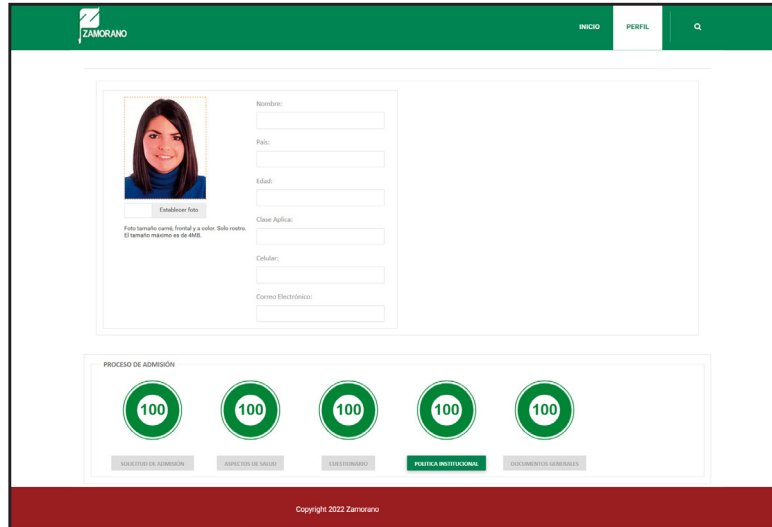 ZAMORANO
INICIO
PERFIL
Nombre:
País:
Edad:
Clase Aplica:
Celular:
Correo Electrónico:
Establecer foto
Foto tamaño carné, frontal y a color. Solo rostro.
El tamaño máximo es de 4MB.
PROCESO DE ADMISIÓN
100
100
100
100
100
SOLICITUD DE ADMISIÓN
ASPECTOS DE SALUD
CUESTIONARIO
POLITICA INSTITUCIONAL
DOCUMENTOS GENERALES
Copyright 2022 Zamorano